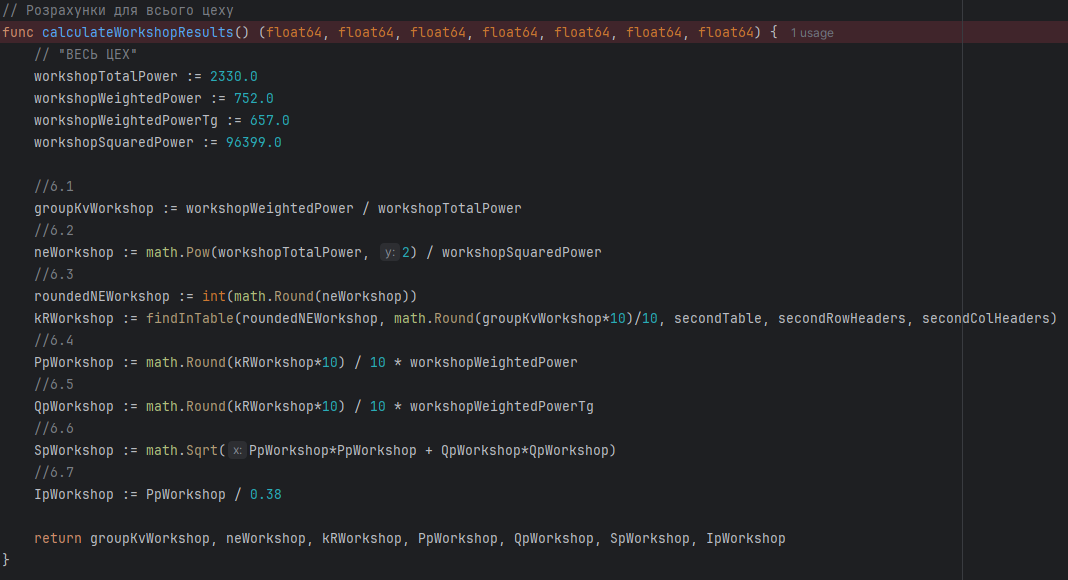 // Розрахунки для всього цеху
func calculateWorkshopResults() (float64, float64, float64, float64, float64, float64, float64) { 1 usage
// "ВЕСЬ ЦЕХ"
workshopTotalPower := 2330.0
workshopWeightedPower := 752.0
workshopWeightedPowerTg := 657.0
workshopSquaredPower := 96399.0
//6.1
groupKvWorkshop := workshopWeightedPower / workshopTotalPower
//6.2
neWorkshop := math.Pow(workshopTotalPower, y: 2) / workshopSquaredPower
//6.3
roundedNEWorkshop := int(math.Round(neWorkshop))
kRWorkshop := findInTable(roundedNEWorkshop, math.Round(groupKvWorkshop*10)/10, secondTable, secondRowHeaders, secondColHeaders)
//6.4
PpWorkshop := math.Round(kRWorkshop*10) / 10 * workshopWeightedPower
//6.5
QpWorkshop := math.Round(kRWorkshop*10) / 10 * workshopWeightedPowerTg
//6.6
SpWorkshop := math.Sqrt( x: PpWorkshop*PpWorkshop + QpWorkshop*QpWorkshop)
//6.7
IpWorkshop := PpWorkshop / 0.38
return groupKvWorkshop, neWorkshop, kRWorkshop, PpWorkshop, QpWorkshop, SpWorkshop, IpWorkshop
}